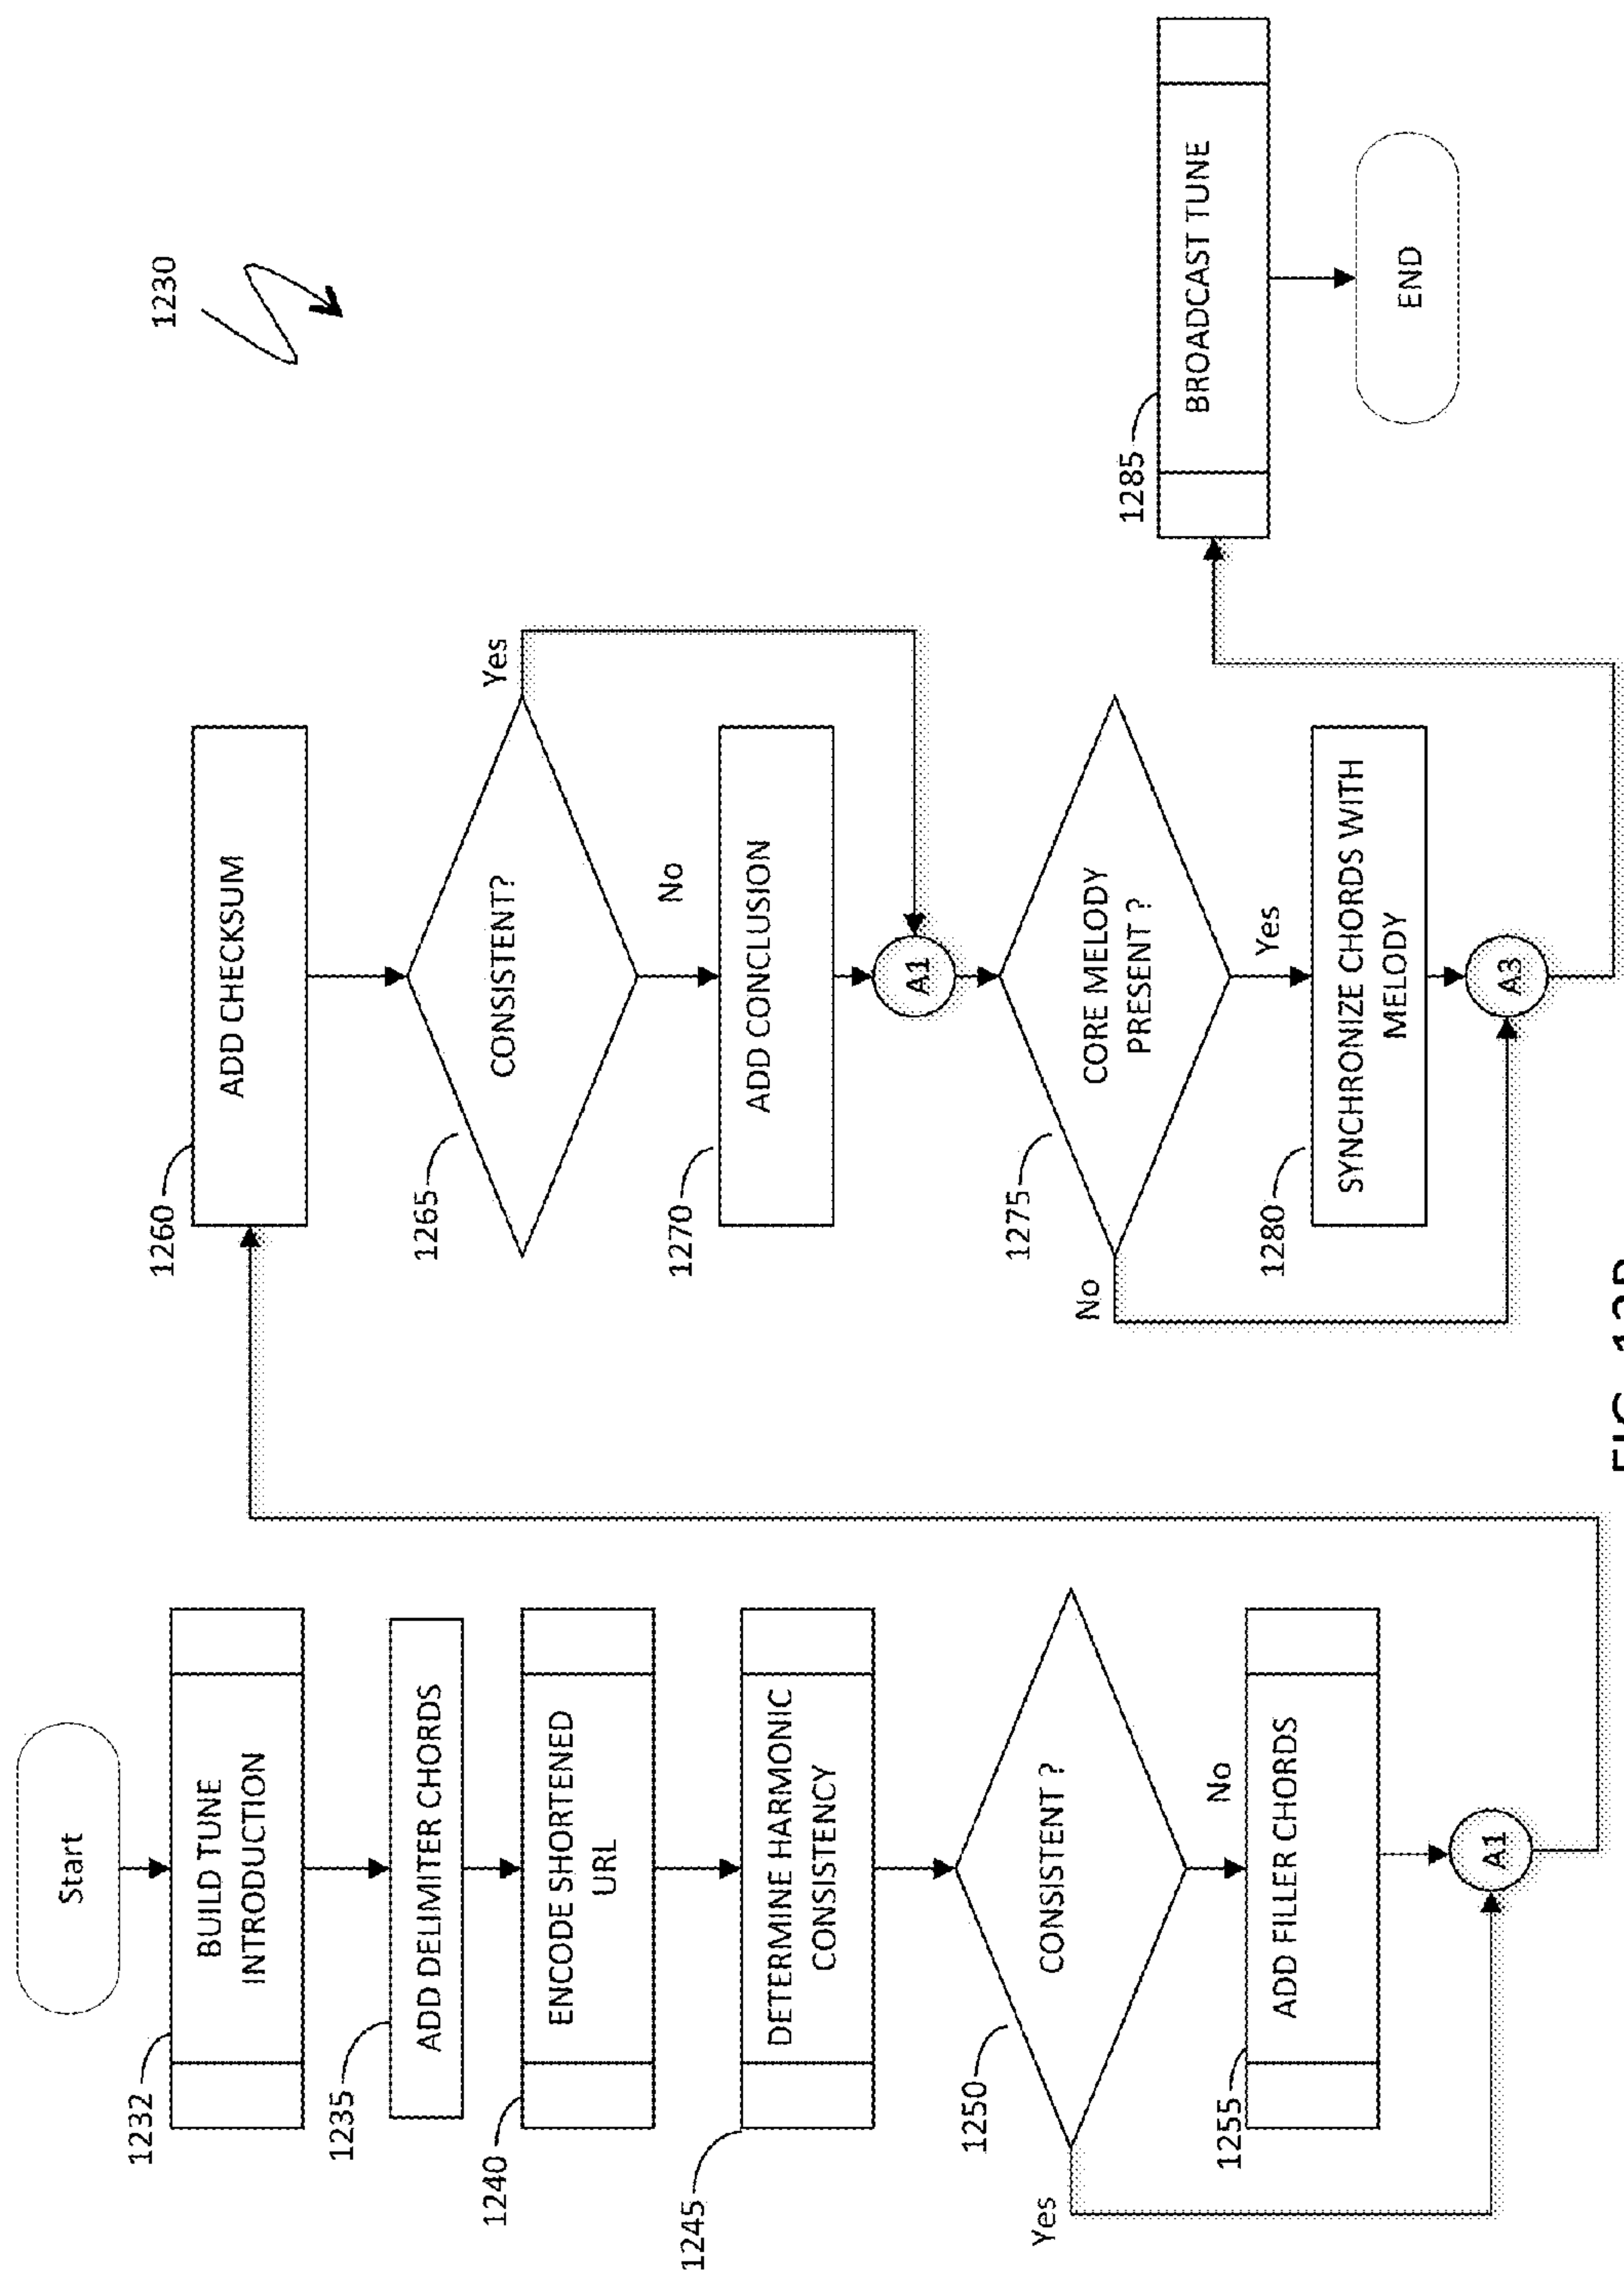 1230
Start
1232
BUILD TUNE
INTRODUCTION
1235
ADD DELIMITER CHORDS
1240
ENCODE SHORTENED
URL
1245
DETERMINE HARMONIC
CONSISTENCY
1250
CONSISTENT ?
Yes
No
1255
ADD FILLER CHORDS
A1
1260
ADD CHECKSUM
1265
CONSISTENT?
Yes
No
1270
ADD CONCLUSION
A1
1275
CORE MELODY
PRESENT ?
No
Yes
1280
SYNCHRONIZE CHORDS WITH
MELODY
A3
1285
BROADCAST TUNE
END